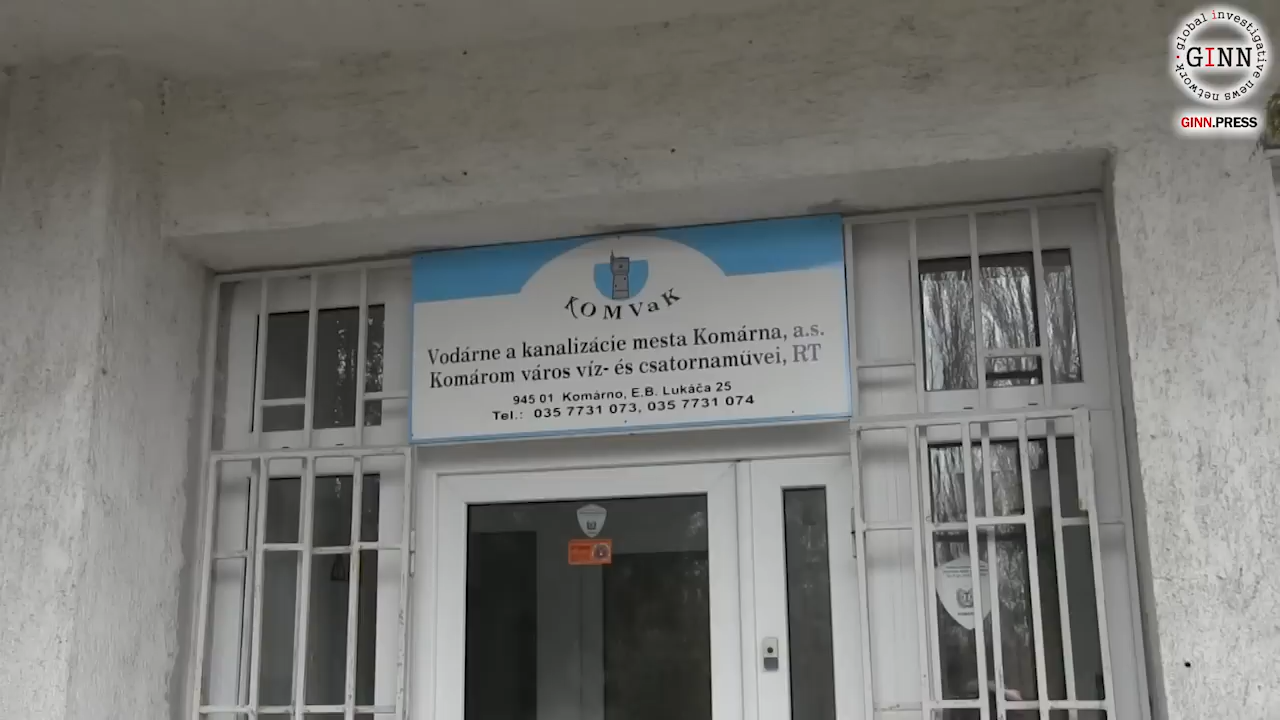 global investigative news network
GINN
GINN.PRESS
KOMVaK
Vodárne a kanalizácie mesta Komárna, a.s.
Komárom város víz- és csatornamüvei, RT
945 01 Komárno, E.B. Lukáča 25
Tel.: 035 7731 073, 035 7731 074